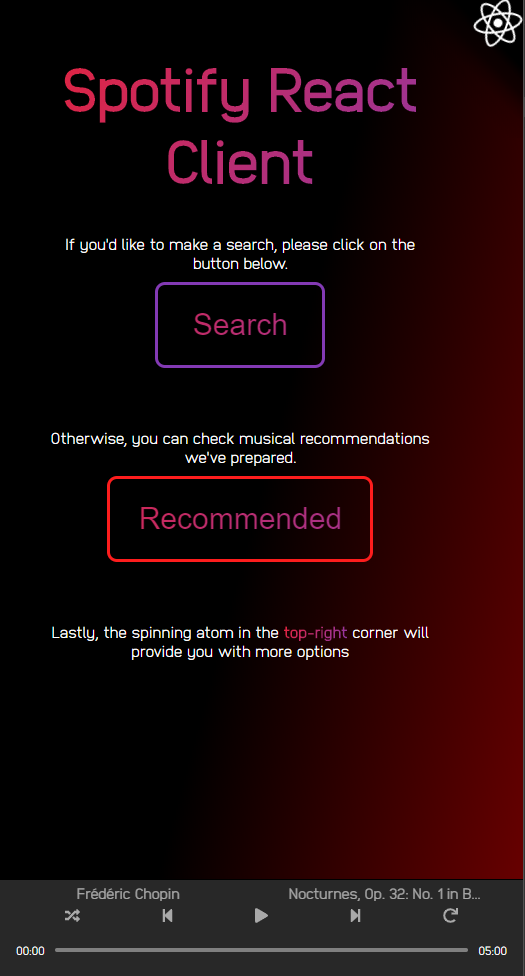 Spotify React
Client
If you'd like to make a search, please click on the
button below.
Search
Otherwise, you can check musical recommendations
we've prepared.
Recommended
Lastly, the spinning atom in the top-right corner will
provide you with more options
Frédéric Chopin
Nocturnes, Op. 32: No. 1 in B...
00:00
05:00